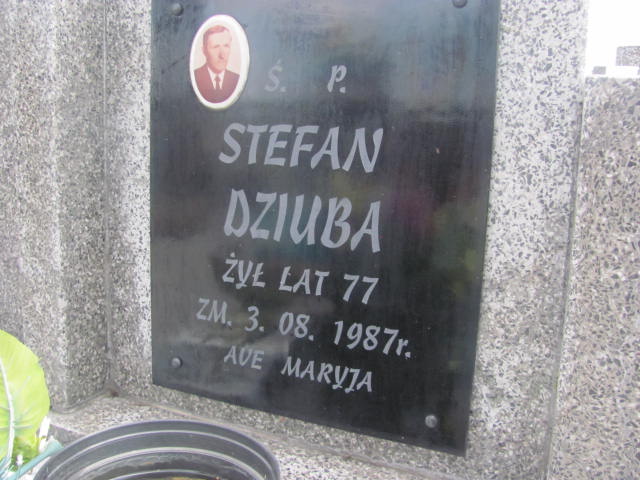 Ś. P.
STEFAN
DZIUBA
ŻYŁ LAT 77
ZM. 3. 08. 1987r.
AVE MARYJA